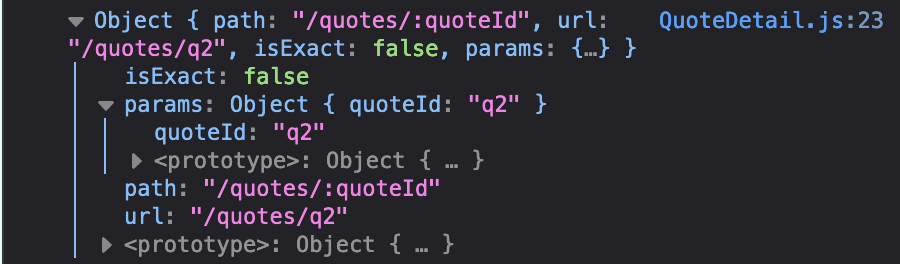 ▼ Object { path: "/quotes/:quoteId", url: QuoteDetail.js:23
"/quotes/q2", isExact: false, params: {…} }
isExact: false
▼ params: Object { quoteId: "q2" }
quoteId: "q2"
▶ <prototype>: Object { … }
path: "/quotes/:quoteId"
url: "/quotes/q2"
▶ <prototype>: Object { … }